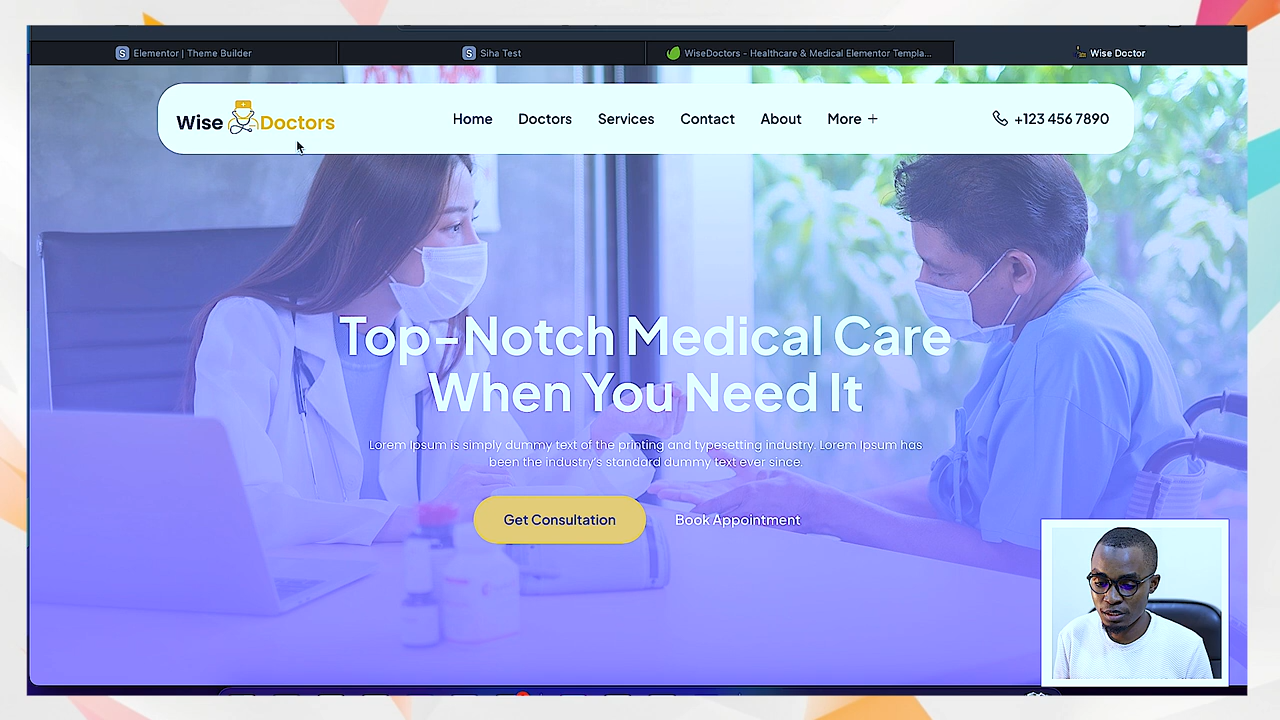 Elementor | Theme Builder
Siha Test
WiseDoctors - Healthcare & Medical Elementor Templa...
Wise Doctor
Wise Doctors
Home
Doctors
Services
Contact
About
More +
+123 456 7890
Top-Notch Medical Care
When You Need It
Lorem Ipsum is simply dummy text of the printing and typesetting industry. Lorem Ipsum has
been the industry's standard dummy text ever since.
Get Consultation
Book Appointment